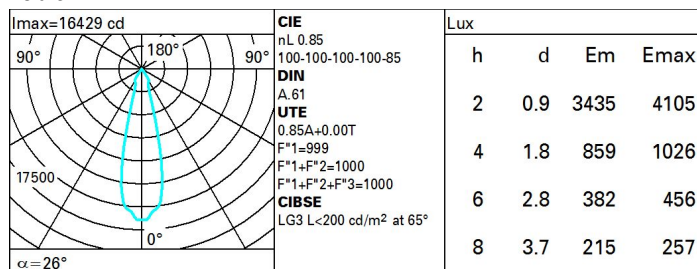 Imax=16429 cd
90°
180°
90°
17500
0°
α=26°
CIE
nL 0.85
100-100-100-100-85
DIN
A.61
UTE
0.85A+0.00T
F"1=999
F"1+F"2=1000
F"1+F"2+F"3=1000
CIBSE
LG3 L<200 cd/m² at 65°
Lux
h d Em Emax
2 0.9 3435 4105
4 1.8 859 1026
6 2.8 382 456
8 3.7 215 257